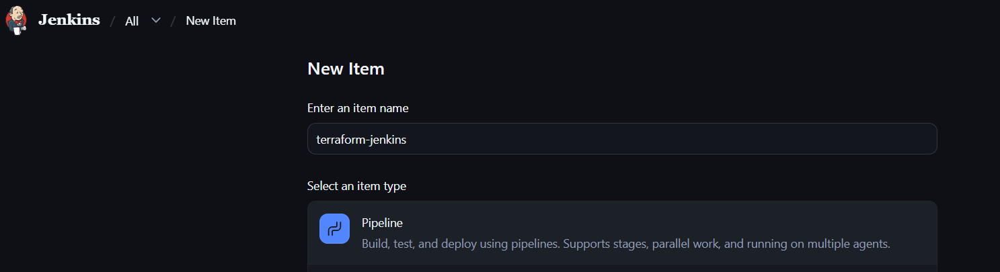 Jenkins / All / New Item
New Item
Enter an item name
terraform-jenkins
Select an item type
Pipeline
Build, test, and deploy using pipelines. Supports stages, parallel work, and running on multiple agents.